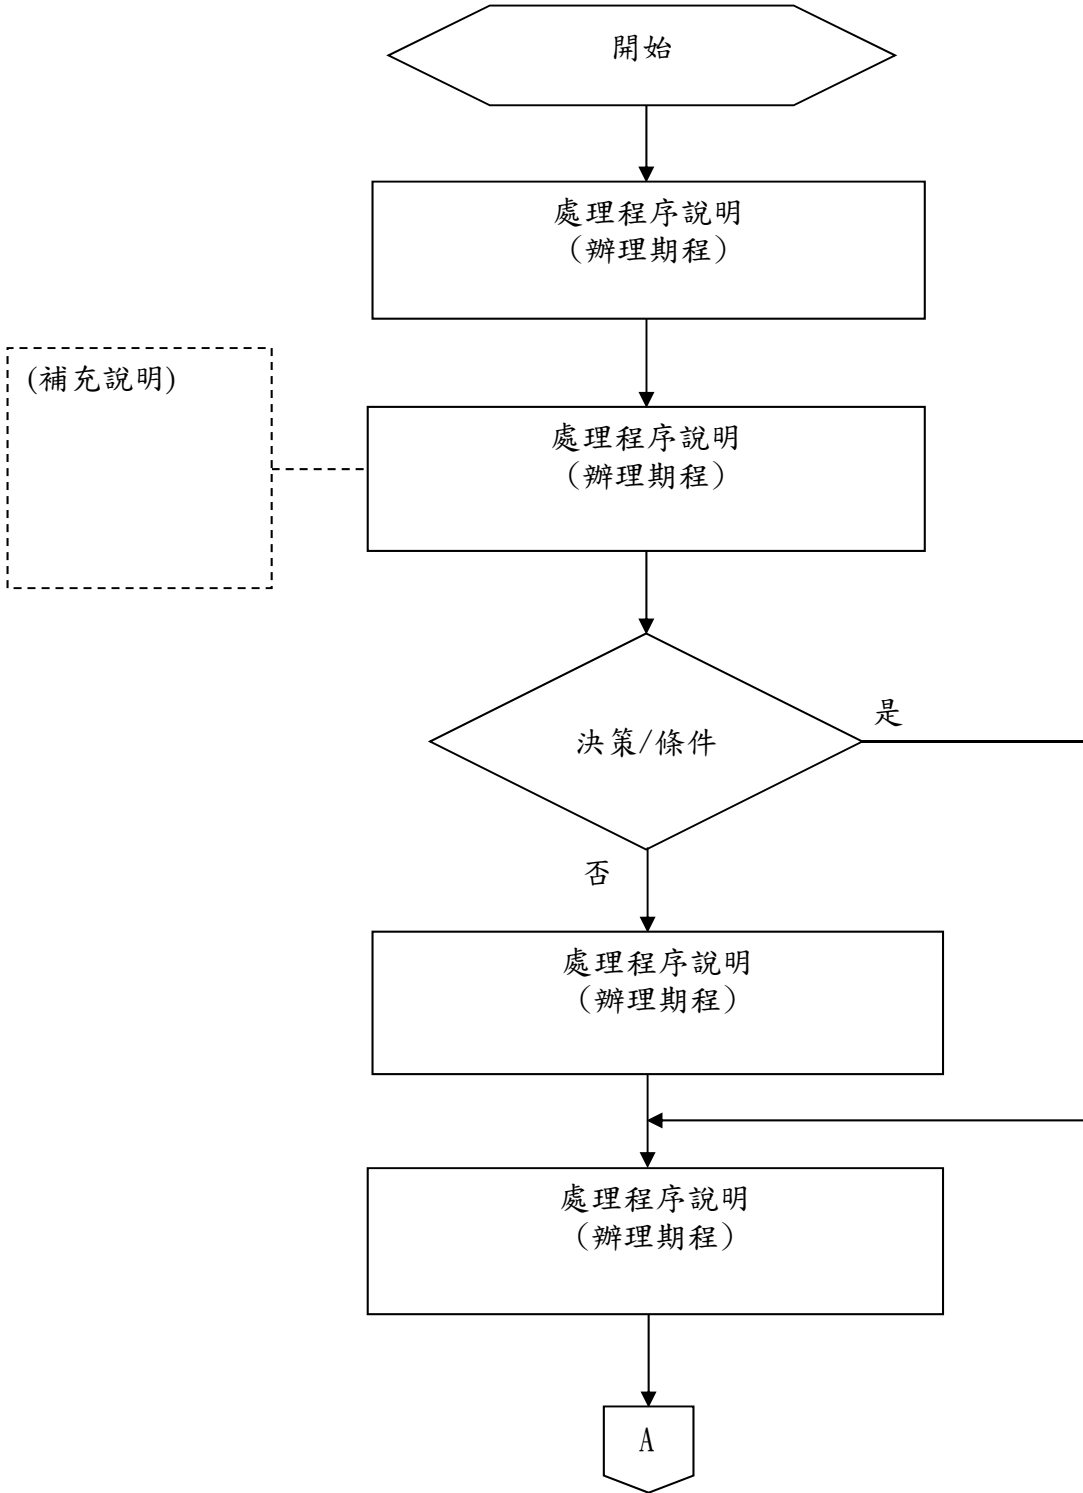 開始
處理程序說明
（辦理期程）
(補充說明)
處理程序說明
（辦理期程）
是
決策/條件
否
處理程序說明
（辦理期程）
處理程序說明
（辦理期程）
A